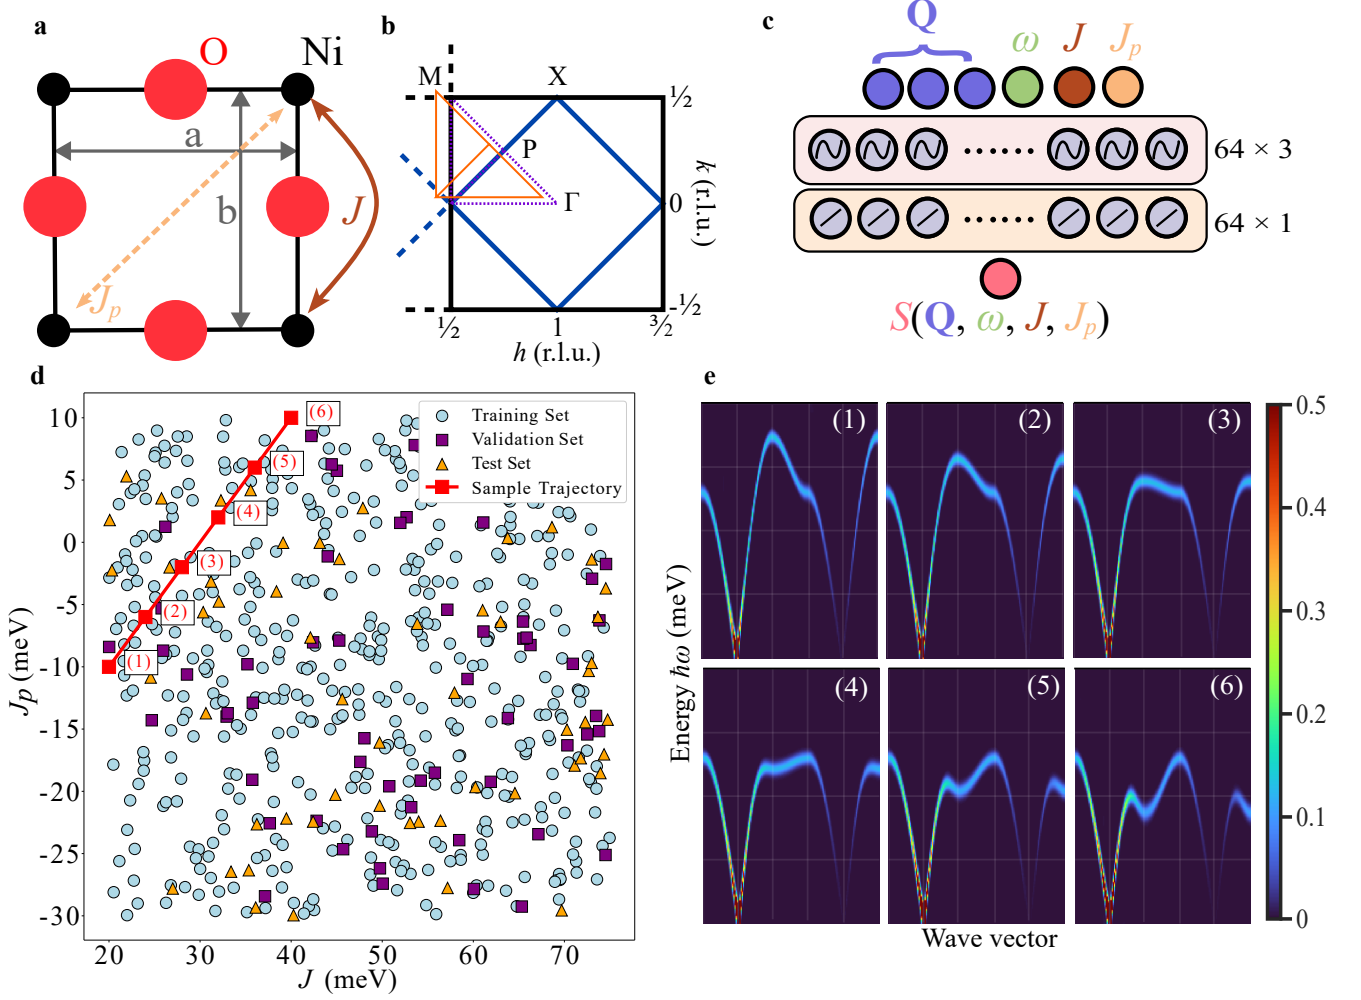 a
O
Ni
a
b
J
Jp
b
M
X
P
Γ
½
0
-½
k (r.l.u.)
½
1
3⁄2
h (r.l.u.)
c
Q
ω
J
Jp
64 × 3
64 × 1
S(Q, ω, J, Jp)
d
Training Set
Validation Set
Test Set
Sample Trajectory
(6)
(5)
(4)
(3)
(2)
(1)
10
5
0
-5
-10
-15
-20
-25
-30
Jp (meV)
20
30
40
50
60
70
J (meV)
e
(1)
(2)
(3)
(4)
(5)
(6)
Energy ħω (meV)
Wave vector
0.5
0.4
0.3
0.2
0.1
0